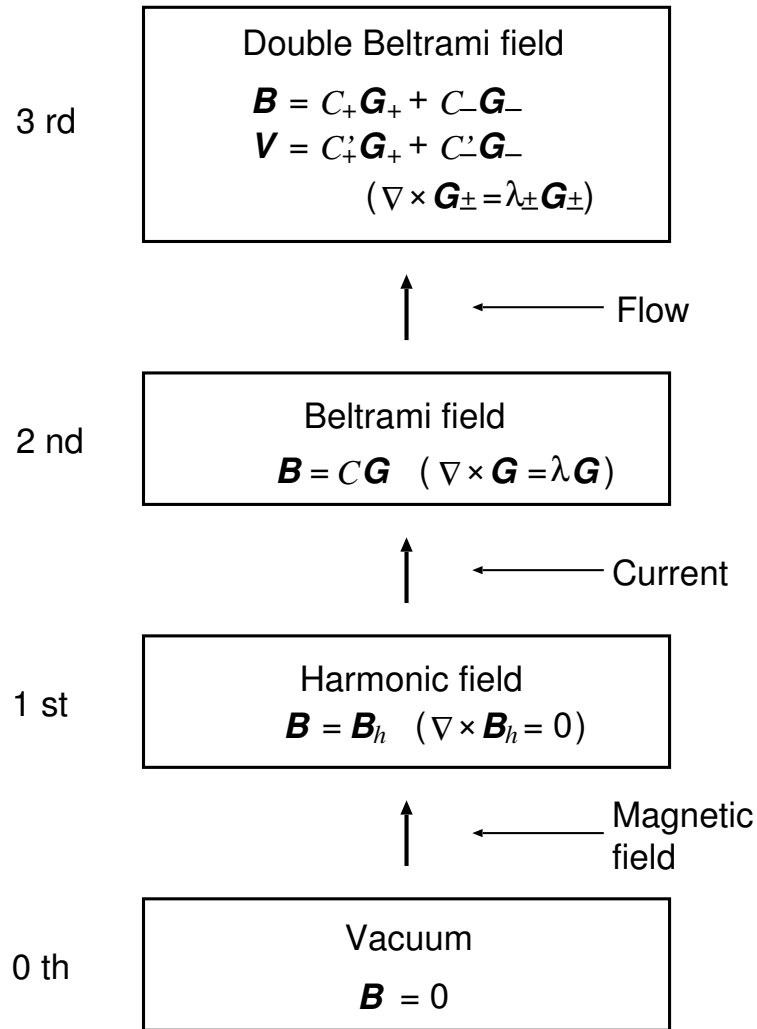 3 rd
Double Beltrami field
B = C₊G₊ + C₋G₋
V = C'₊G₊ + C'₋G₋
(∇ × G± = λ±G±)
Flow
2 nd
Beltrami field
B = CG (∇ × G = λG)
Current
1 st
Harmonic field
B = Bₕ (∇ × Bₕ = 0)
Magnetic
field
0 th
Vacuum
B = 0